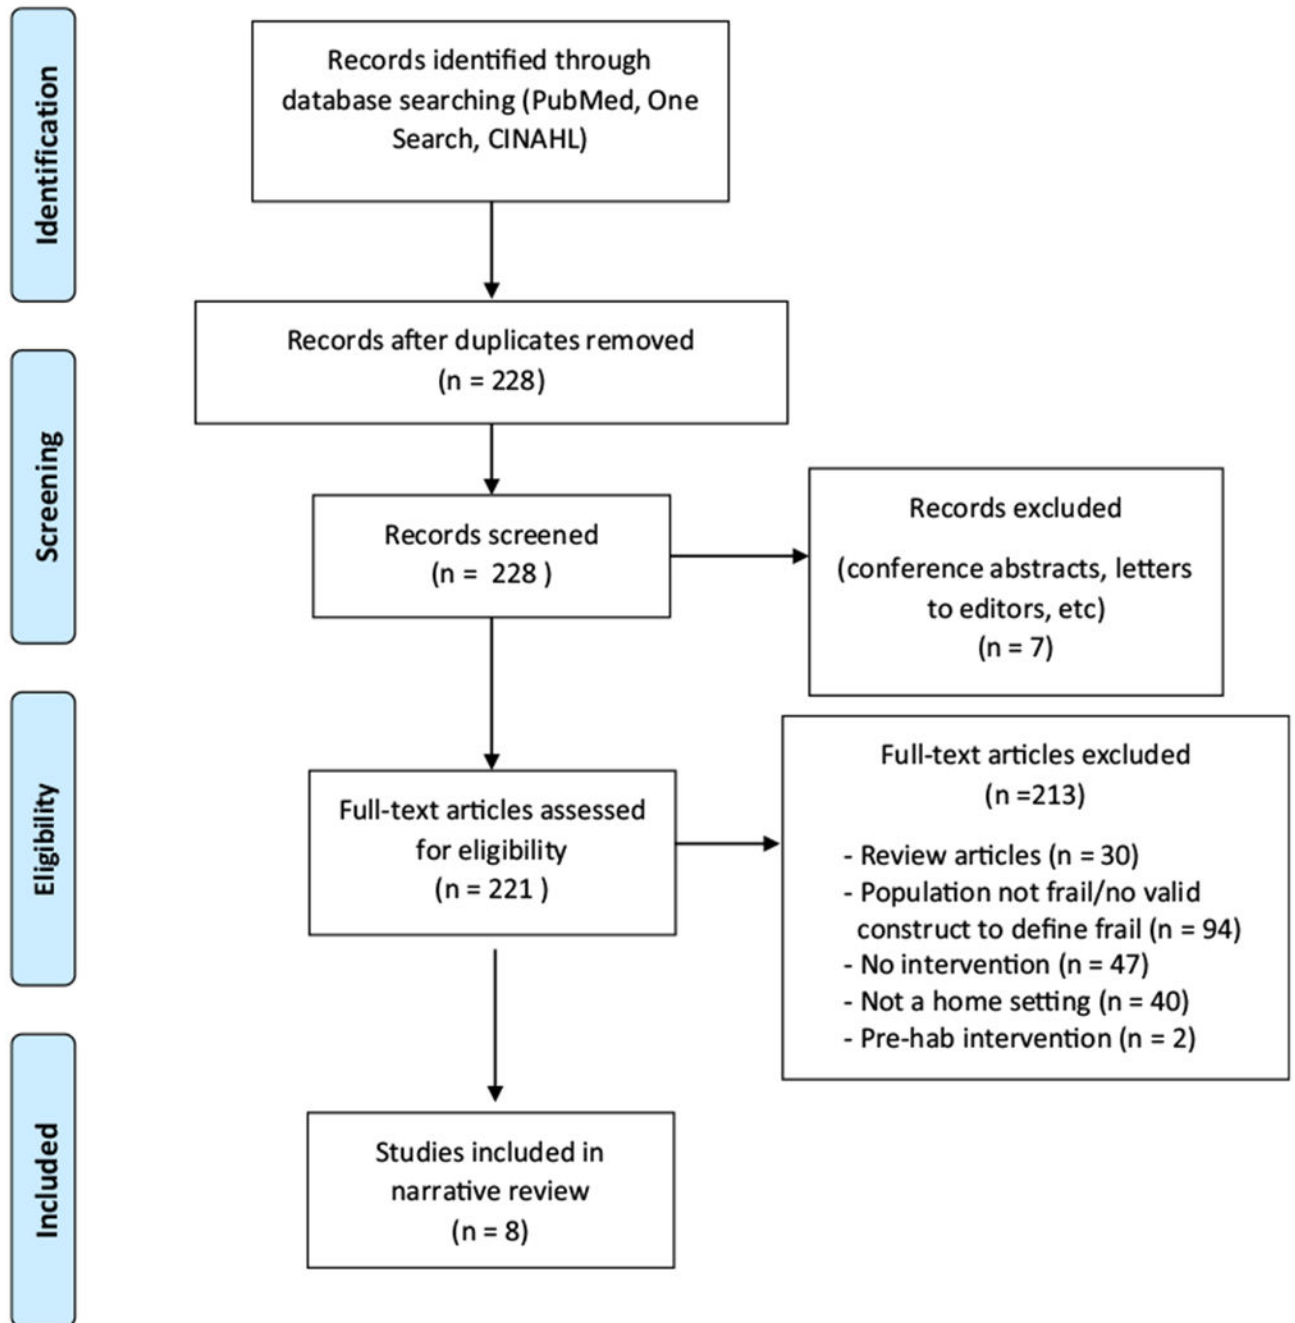 Identification
Records identified through
database searching (PubMed, One
Search, CINAHL)
Records after duplicates removed
(n = 228)
Screening
Records screened
(n =  228 )
Records excluded
(conference abstracts, letters
to editors, etc)
(n = 7)
Eligibility
Full-text articles assessed
for eligibility
(n = 221 )
Full-text articles excluded
(n =213)
- Review articles (n = 30)
- Population not frail/no valid
construct to define frail (n = 94)
- No intervention (n = 47)
- Not a home setting (n = 40)
- Pre-hab intervention (n = 2)
Included
Studies included in
narrative review
(n = 8)